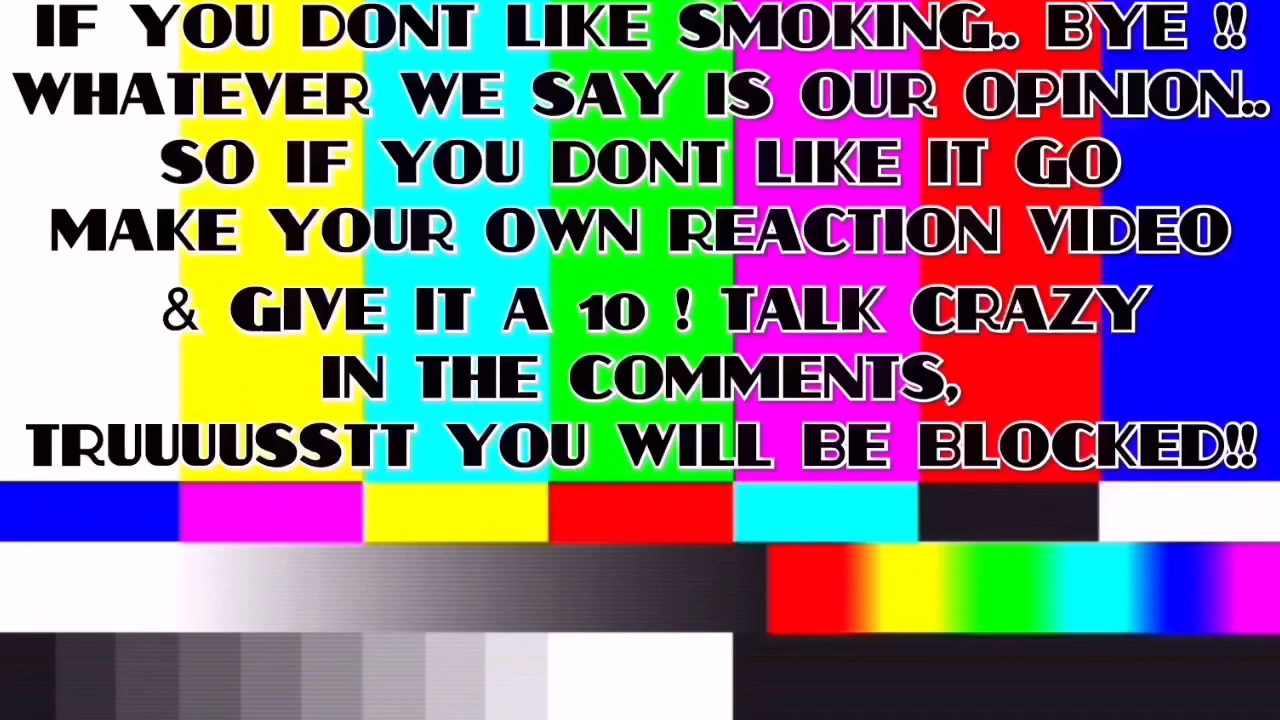 IF YOU DONT LIKE SMOKING.. BYE !!
WHATEVER WE SAY IS OUR OPINION..
SO IF YOU DONT LIKE IT GO
MAKE YOUR OWN REACTION VIDEO
& GIVE IT A 10 ! TALK CRAZY
IN THE COMMENTS,
TRUUUUSSTT YOU WILL BE BLOCKED!!